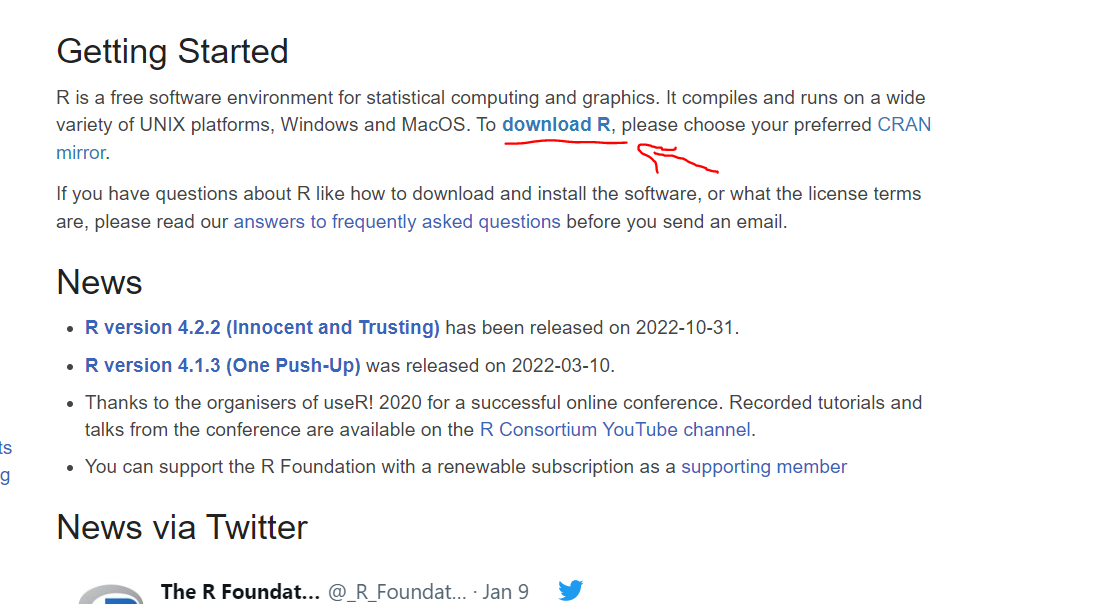 Getting Started
R is a free software environment for statistical computing and graphics. It compiles and runs on a wide
variety of UNIX platforms, Windows and MacOS. To download R, please choose your preferred CRAN
mirror.
If you have questions about R like how to download and install the software, or what the license terms
are, please read our answers to frequently asked questions before you send an email.
News
• R version 4.2.2 (Innocent and Trusting) has been released on 2022-10-31.
• R version 4.1.3 (One Push-Up) was released on 2022-03-10.
• Thanks to the organisers of useR! 2020 for a successful online conference. Recorded tutorials and
talks from the conference are available on the R Consortium YouTube channel.
ts
• You can support the R Foundation with a renewable subscription as a supporting member
g
News via Twitter
The R Foundat... @_R_Foundat... · Jan 9